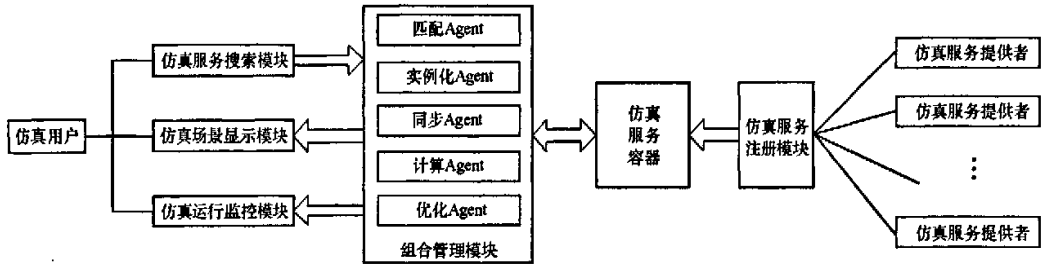 仿真用户
仿真服务搜索模块
仿真场景显示模块
仿真运行监控模块
匹配Agent
实例化Agent
同步Agent
计算Agent
优化Agent
组合管理模块
仿真
服务
容器
仿真服务
注册模块
仿真服务提供者
仿真服务提供者
仿真服务提供者